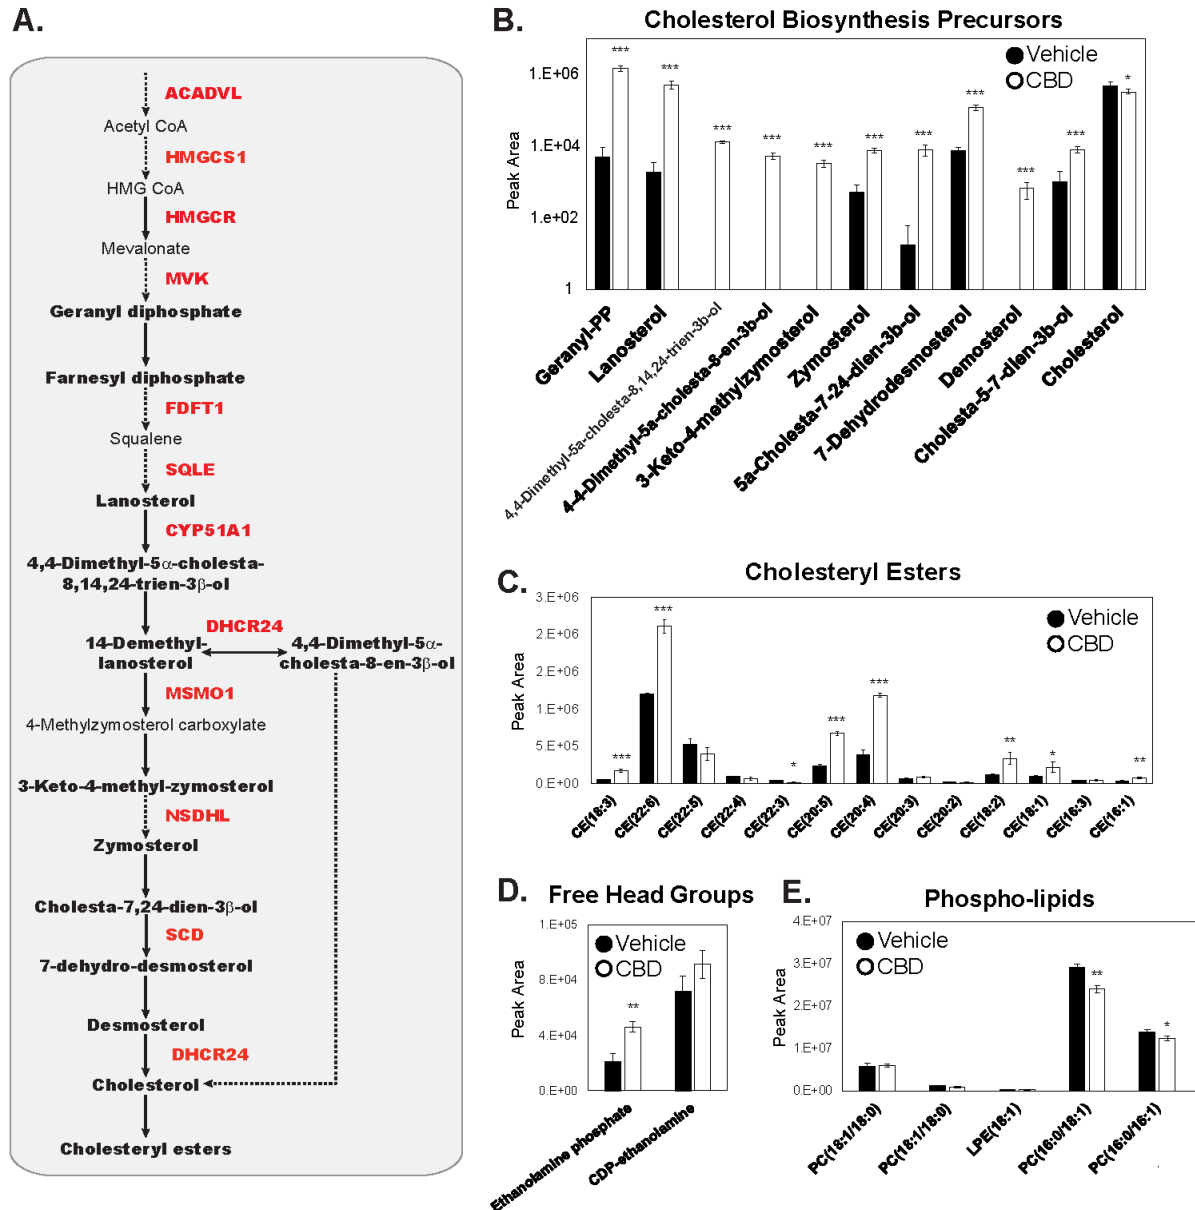 A.
ACADVL
Acetyl CoA
HMGCS1
HMG CoA
HMGCR
Mevalonate
MVK
Geranyl diphosphate
Farnesyl diphosphate
FDFT1
Squalene
SQLE
Lanosterol
CYP51A1
4,4-Dimethyl-5α-cholesta-
8,14,24-trien-3β-ol
DHCR24
14-Demethyl-
lanosterol
4,4-Dimethyl-5α-
cholesta-8-en-3β-ol
MSMO1
4-Methylzymosterol carboxylate
3-Keto-4-methyl-zymosterol
NSDHL
Zymosterol
Cholesta-7,24-dien-3β-ol
SCD
7-dehydro-desmosterol
Desmosterol
DHCR24
Cholesterol
Cholesteryl esters
B.
Cholesterol Biosynthesis Precursors
Vehicle
CBD
Peak Area
1.e+06
1.e+04
1.e+02
1
***
***
***
***
***
***
***
***
***
***
*
Geranyl-PP
Lanosterol
4,4-Dimethyl-5a-cholesta-8,14,24-trien-3b-ol
4-4-Dimethyl-5a-cholesta-8-en-3b-ol
3-Keto-4-methylzymosterol
Zymosterol
5a-Cholesta-7-24-dien-3b-ol
7-Dehydrodesmosterol
Demosterol
Cholesta-5-7-dien-3b-ol
Cholesterol
C.
Cholesteryl Esters
Vehicle
CBD
Peak Area
3.E+06
2.E+06
2.E+06
1.E+06
1.E+06
5.E+05
0.E+00
***
***
*
***
***
**
*
**
CE(18:3)
CE(22:6)
CE(22:5)
CE(22:4)
CE(22:3)
CE(20:5)
CE(20:4)
CE(20:3)
CE(20:2)
CE(18:2)
CE(18:1)
CE(16:3)
CE(16:1)
D.
Free Head Groups
Vehicle
CBD
Peak Area
1.E+05
8.E+04
4.E+04
0.E+00
**
Ethanolamine phosphate
CDP-ethanolamine
E.
Phospho-lipids
Vehicle
CBD
Peak Area
4.E+07
3.E+07
2.E+07
1.E+07
0.E+00
**
*
PC(18:1/18:0)
PC(18:1/18:0)
LPE(16:1)
PC(16:0/18:1)
PC(16:0/16:1)